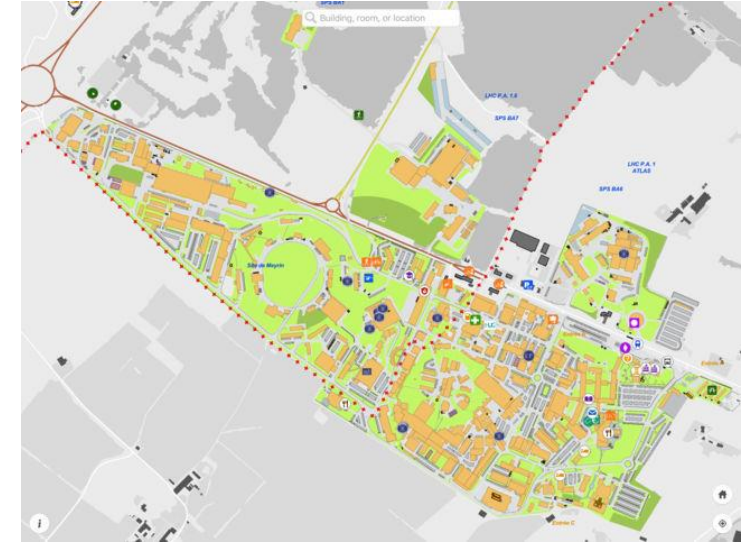 SPS BA7
Building, room, or location
LHC P.A. 1.8
SPS BA7
LHC P.A. 1
ATLAS
SPS BA6
Site de Meyrin
P
UC
Entrée B
Entrée C
i